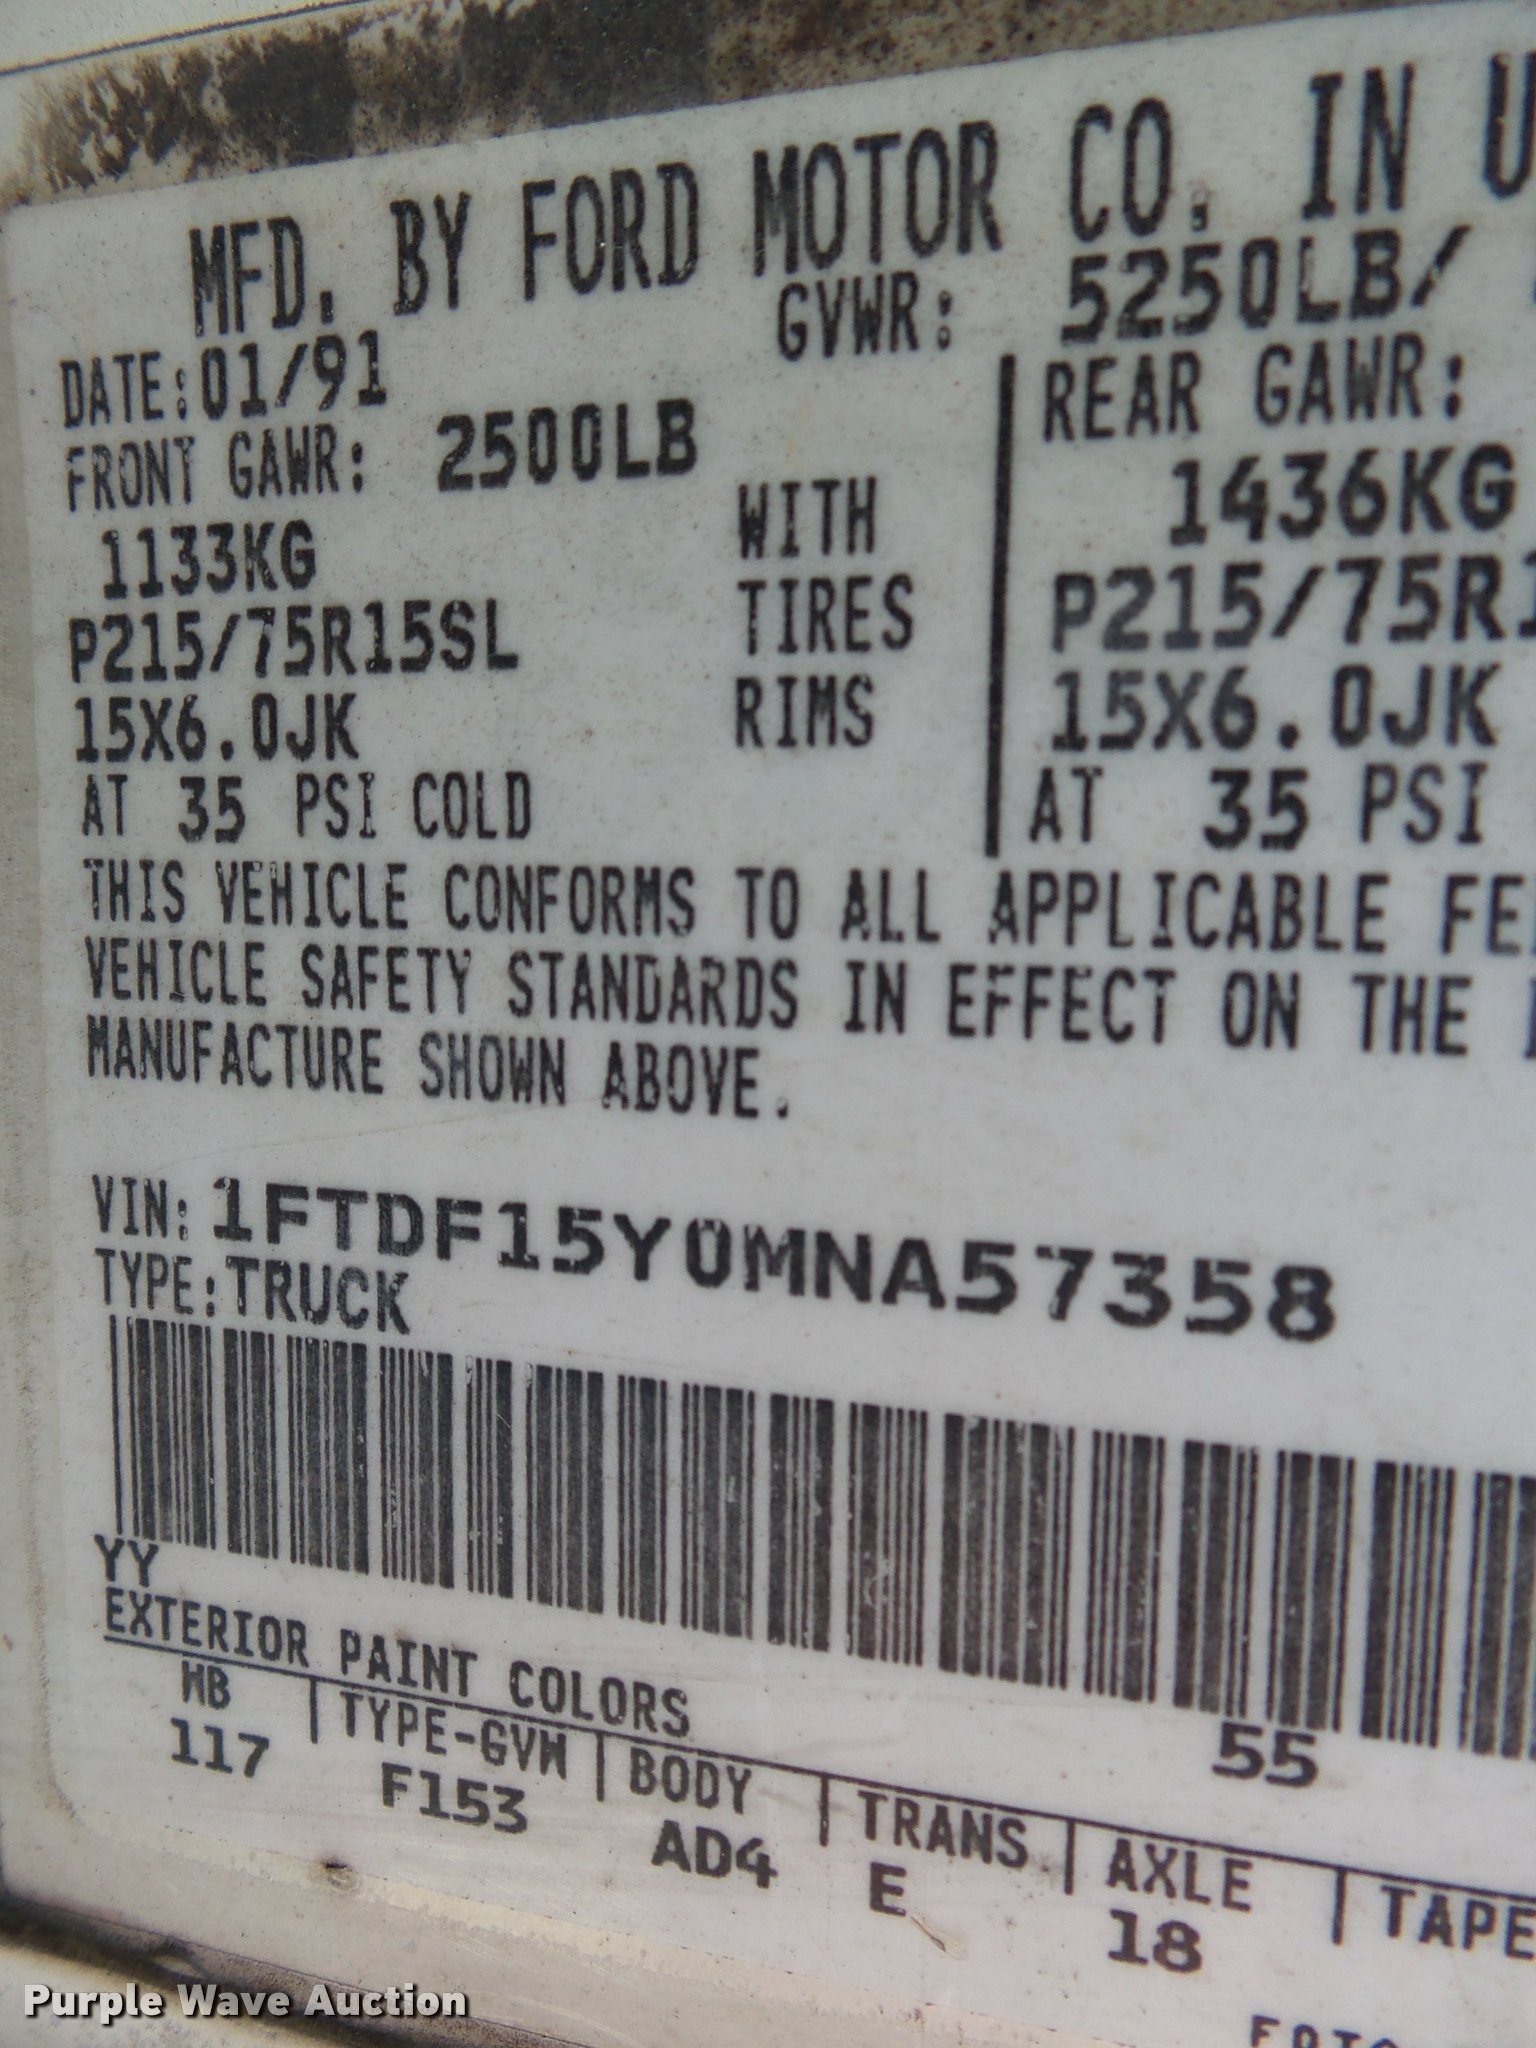 MFD. BY FORD MOTOR CO. IN U
DATE:01/91 GVWR: 5250LB/
FRONT GAWR: 2500LB REAR GAWR:
1133KG WITH 1436KG
P215/75R15SL TIRES P215/75R1
15X6.0JK RIMS 15X6.0JK
AT 35 PSI COLD AT 35 PSI
THIS VEHICLE CONFORMS TO ALL APPLICABLE FE
VEHICLE SAFETY STANDARDS IN EFFECT ON THE
MANUFACTURE SHOWN ABOVE.
VIN:1FTDF15Y0MNA57358
TYPE:TRUCK
YY
EXTERIOR PAINT COLORS 55
WB | TYPE-GVW | BODY | TRANS | AXLE | TAPE
117 F153 AD4 E 18
Purple Wave Auction